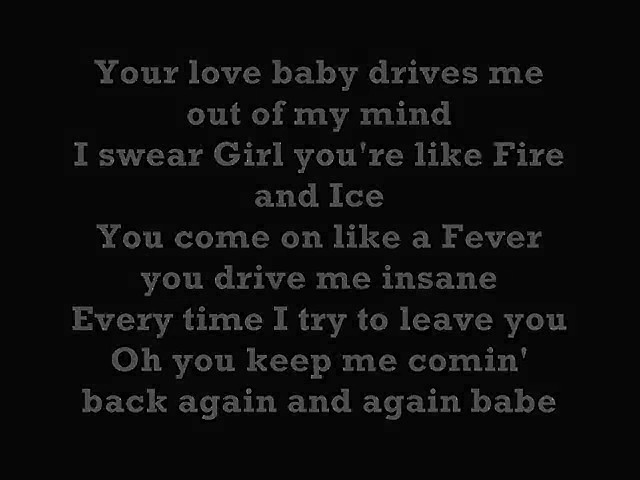 Your love baby drives me
out of my mind
I swear Girl you're like Fire
and Ice
You come on like a Fever
you drive me insane
Every time I try to leave you
Oh you keep me comin'
back again and again babe